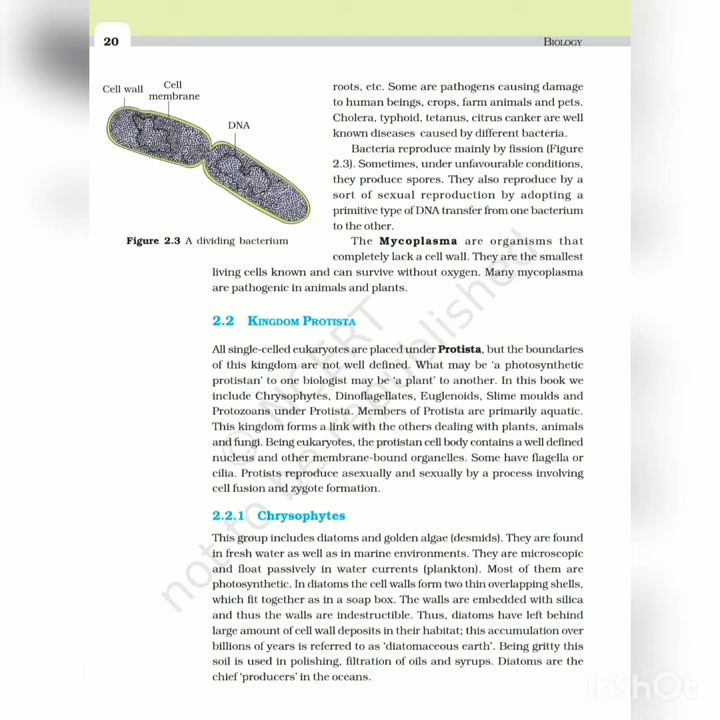 20
BIOLOGY
Cell wall
Cell
membrane
DNA
Figure 2.3 A dividing bacterium
roots, etc. Some are pathogens causing damage
to human beings, crops, farm animals and pets.
Cholera, typhoid, tetanus, citrus canker are well
known diseases caused by different bacteria.
Bacteria reproduce mainly by fission (Figure
2.3). Sometimes, under unfavourable conditions,
they produce spores. They also reproduce by a
sort of sexual reproduction by adopting a
primitive type of DNA transfer from one bacterium
to the other.
The Mycoplasma are organisms that
completely lack a cell wall. They are the smallest
living cells known and can survive without oxygen. Many mycoplasma
are pathogenic in animals and plants.
2.2 KINGDOM PROTISTA
All single-celled eukaryotes are placed under Protista, but the boundaries
of this kingdom are not well defined. What may be ‘a photosynthetic
protistan’ to one biologist may be ‘a plant’ to another. In this book we
include Chrysophytes, Dinoflagellates, Euglenoids, Slime moulds and
Protozoans under Protista. Members of Protista are primarily aquatic.
This kingdom forms a link with the others dealing with plants, animals
and fungi. Being eukaryotes, the protistan cell body contains a well defined
nucleus and other membrane-bound organelles. Some have flagella or
cilia. Protists reproduce asexually and sexually by a process involving
cell fusion and zygote formation.
2.2.1 Chrysophytes
This group includes diatoms and golden algae (desmids). They are found
in fresh water as well as in marine environments. They are microscopic
and float passively in water currents (plankton). Most of them are
photosynthetic. In diatoms the cell walls form two thin overlapping shells,
which fit together as in a soap box. The walls are embedded with silica
and thus the walls are indestructible. Thus, diatoms have left behind
large amount of cell wall deposits in their habitat; this accumulation over
billions of years is referred to as ‘diatomaceous earth’. Being gritty this
soil is used in polishing, filtration of oils and syrups. Diatoms are the
chief ‘producers’ in the oceans.
© NCERT
not to be republished
InShOt